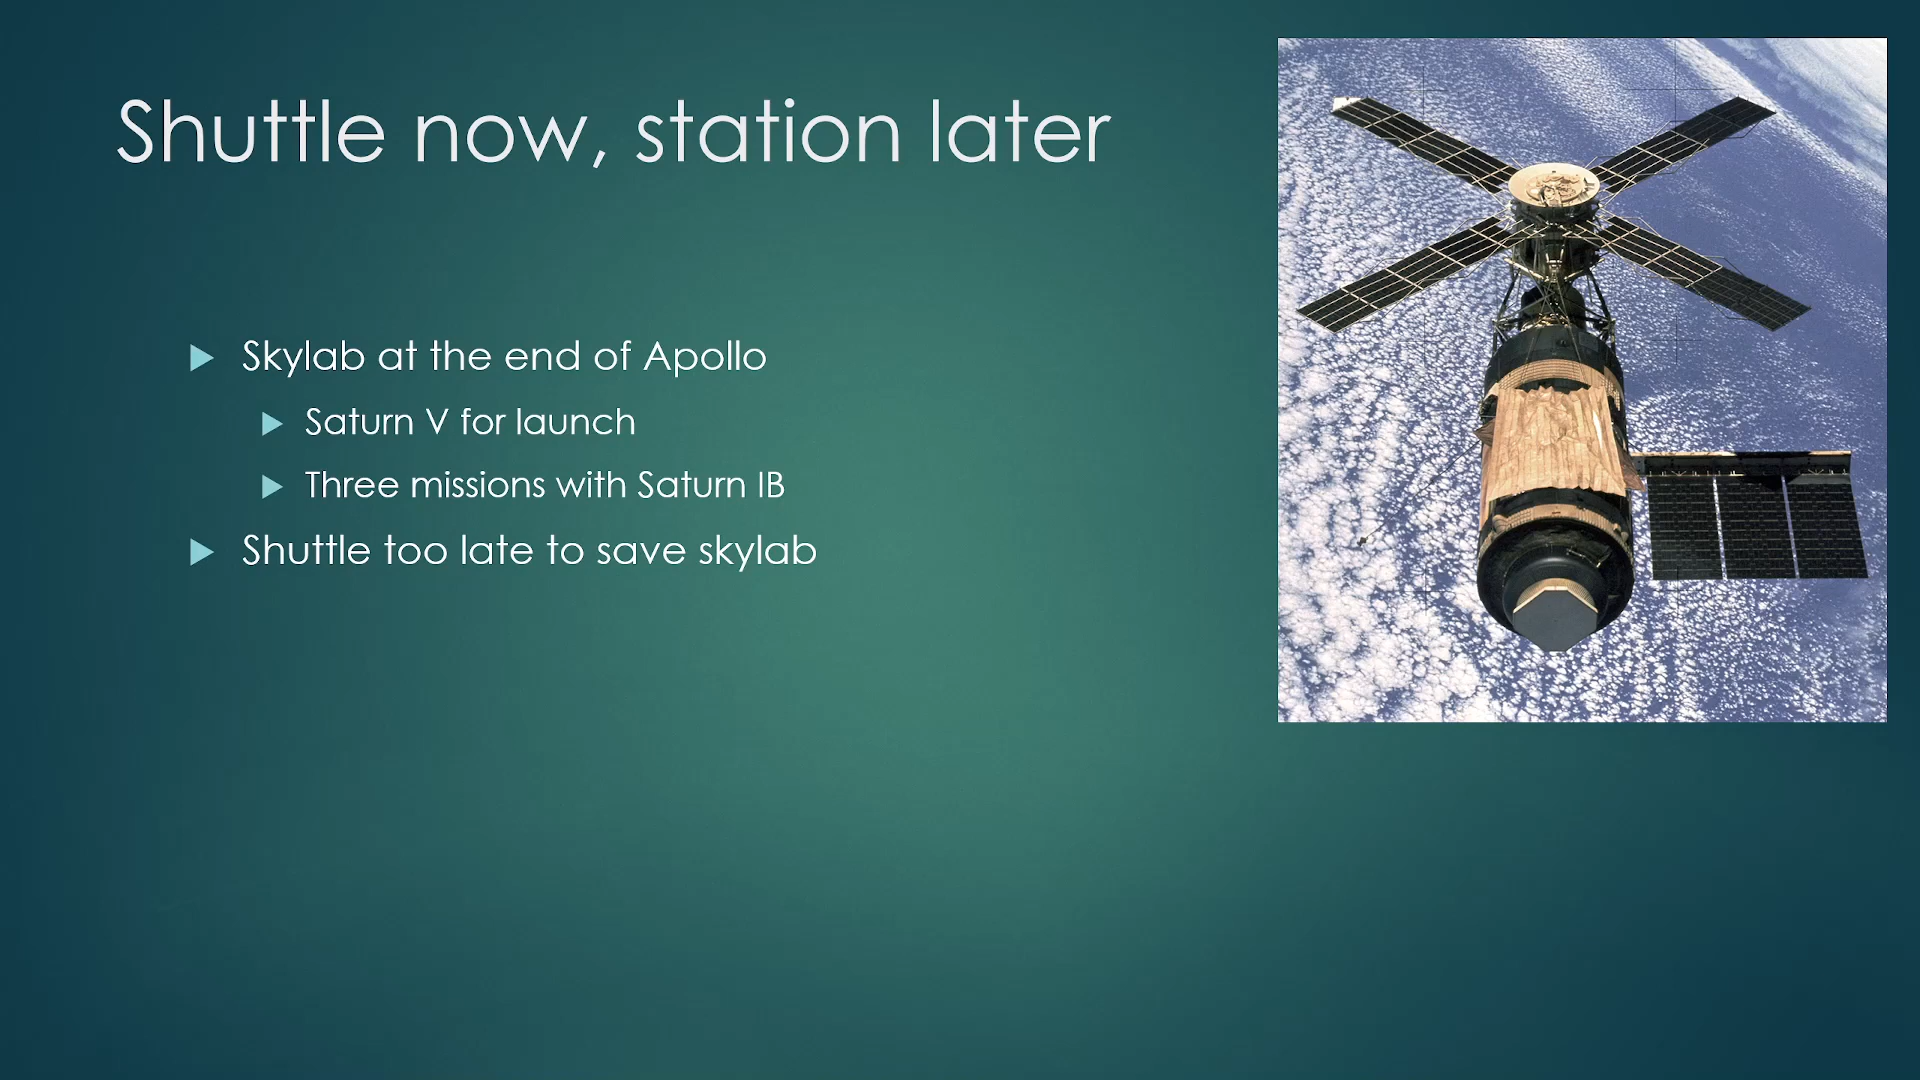 Shuttle now, station later
Skylab at the end of Apollo
Saturn V for launch
Three missions with Saturn IB
Shuttle too late to save skylab